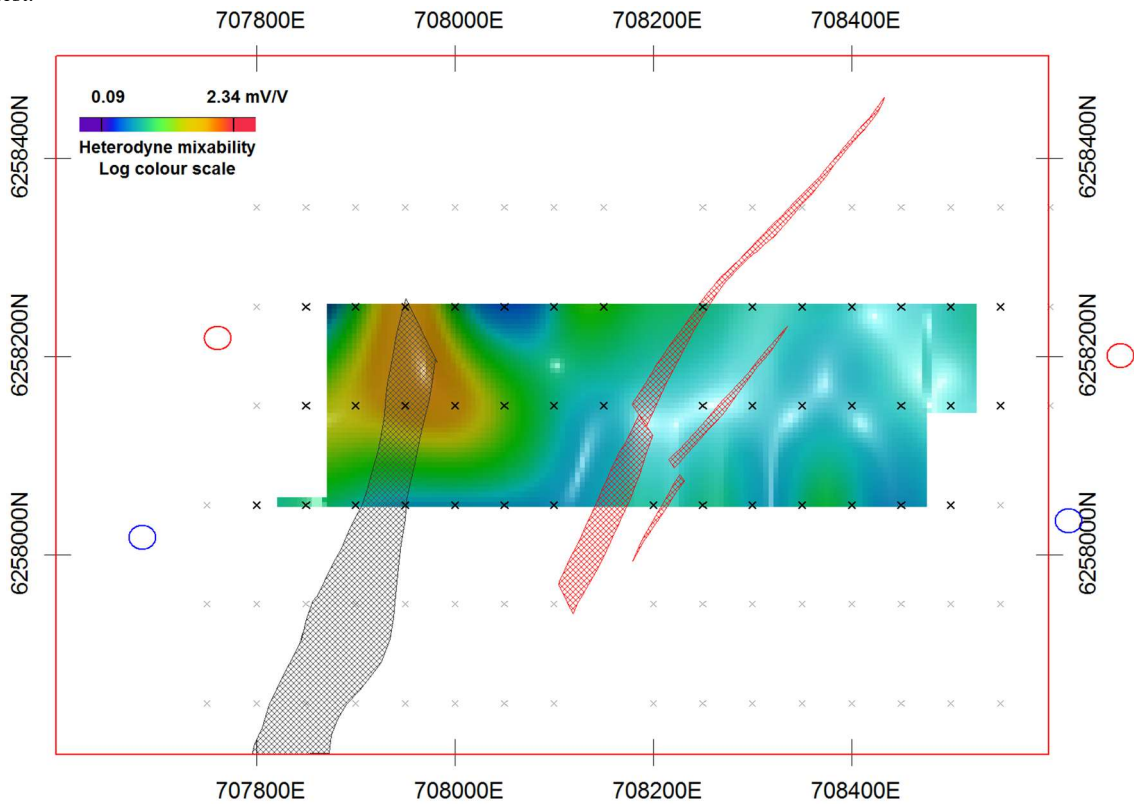 707800E 708000E 708200E 708400E
0.09 2.34 mV/V
Heterodyne mixability
Log colour scale
6258400N 6258400N
6258200N 6258200N
6258000N 6258000N
707800E 708000E 708200E 708400E